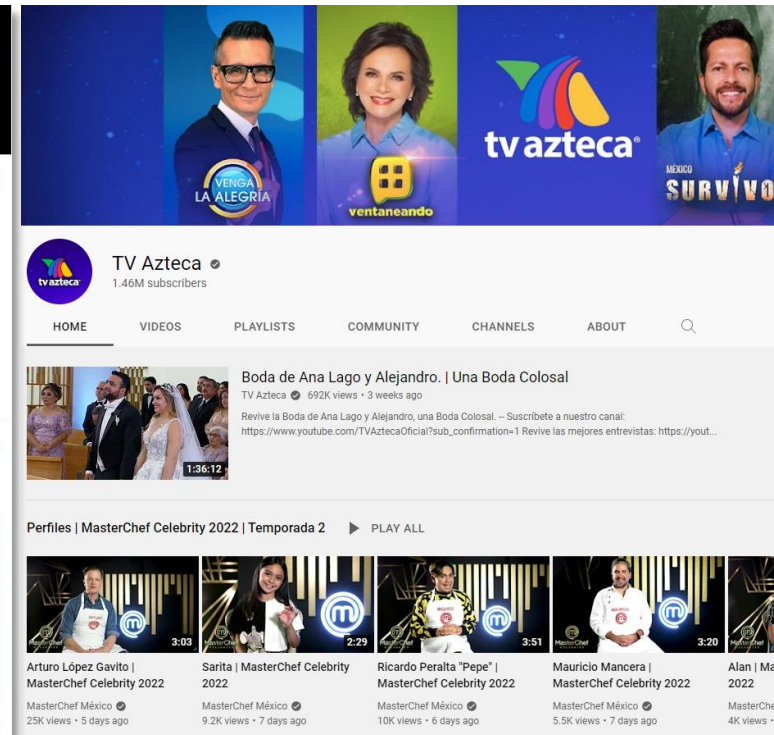 VENGA
LA ALEGRÍA
ventaneando
tv azteca
MÉXICO
SURVIVO
tv azteca
TV Azteca
1.46M subscribers
HOME VIDEOS PLAYLISTS COMMUNITY CHANNELS ABOUT
Boda de Ana Lago y Alejandro. | Una Boda Colosal
TV Azteca 692K views • 3 weeks ago
Revive la Boda de Ana Lago y Alejandro, una Boda Colosal. – Suscríbete a nuestro canal:
https://www.youtube.com/TVAztecaOficial?sub_confirmation=1 Revive las mejores entrevistas: https://yout...
1:36:12
Perfiles | MasterChef Celebrity 2022 | Temporada 2 PLAY ALL
3:03 2:29 3:51 3:20
Arturo López Gavito |
MasterChef Celebrity 2022
MasterChef México
25K views • 5 days ago
Sarita | MasterChef Celebrity
2022
MasterChef México
9.2K views • 7 days ago
Ricardo Peralta "Pepe" |
MasterChef Celebrity 2022
MasterChef México
10K views • 6 days ago
Mauricio Mancera |
MasterChef Celebrity 2022
MasterChef México
5.5K views • 7 days ago
Alan | Ma
2022
MasterChe
4K views •